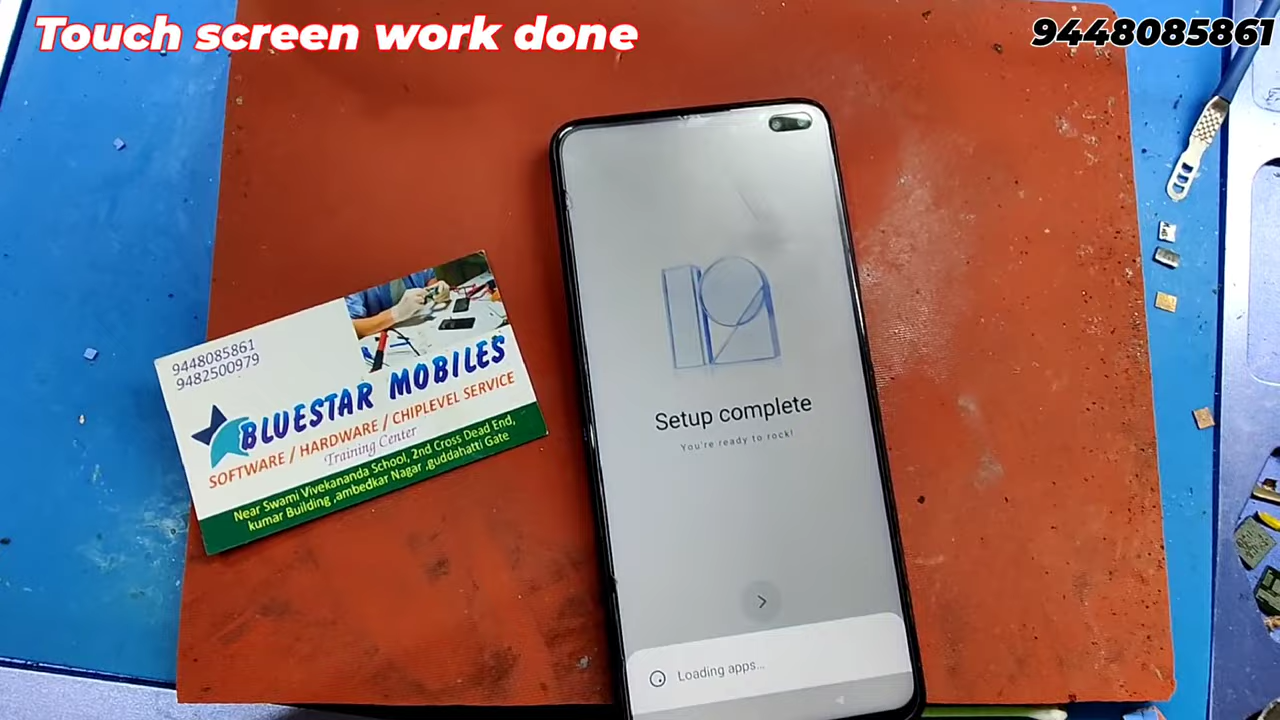 Touch screen work done
9448085861
9448085861
9482500979
BLUESTAR MOBILES
SOFTWARE / HARDWARE / CHIPLEVEL SERVICE
Training Center
Near Swami Vivekananda School, 2nd Cross Dead End,
kumar Building ,ambedkar Nagar ,guddahatti Gate
Setup complete
You're ready to rock!
Loading apps...